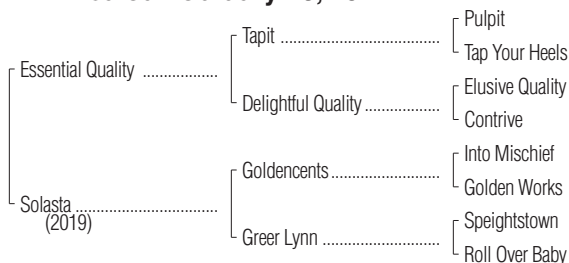 Essential Quality
Solasta
(2019)
Tapit
Delightful Quality
Goldencents
Greer Lynn
Pulpit
Tap Your Heels
Elusive Quality
Contrive
Into Mischief
Golden Works
Speightstown
Roll Over Baby